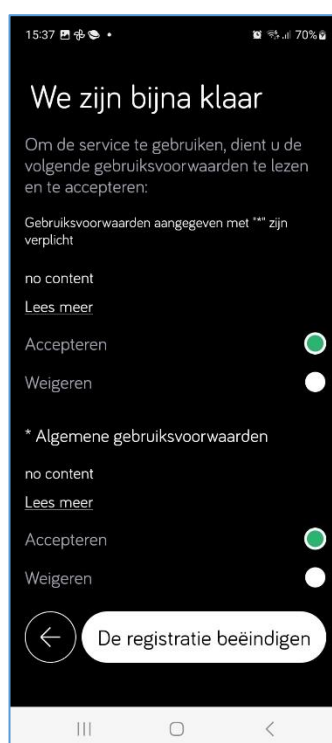 15:37 70%
We zijn bijna klaar
Om de service te gebruiken, dient u de
volgende gebruiksvoorwaarden te lezen
en te accepteren:
Gebruiksvoorwaarden aangegeven met "*" zijn
verplicht
no content
Lees meer
Accepteren
Weigeren
* Algemene gebruiksvoorwaarden
no content
Lees meer
Accepteren
Weigeren
De registratie beëindigen